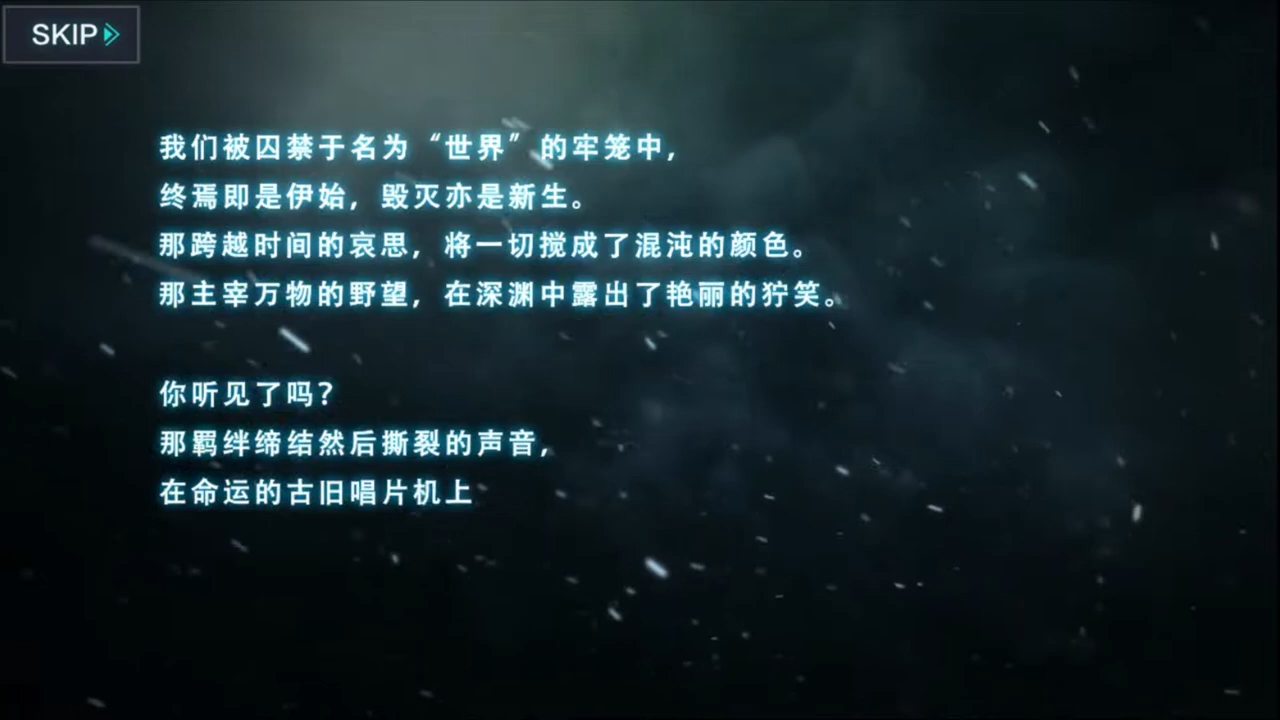 SKIP
我们被囚禁于名为“世界”的牢笼中,
终焉即是伊始, 毁灭亦是新生。
那跨越时间的哀思, 将一切搅成了混沌的颜色。
那主宰万物的野望, 在深渊中露出了艳丽的狞笑。
你听见了吗?
那羁绊缔结然后撕裂的声音,
在命运的古旧唱片机上